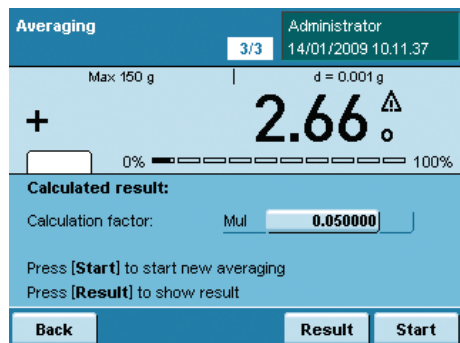 Averaging
Administrator
3/3 14/01/2009 10.11.37
Max 150 g d = 0.001 g
+ 2.66 o
0% 100%
Calculated result:
Calculation factor: Mul 0.050000
Press [Start] to start new averaging
Press [Result] to show result
Back Result Start